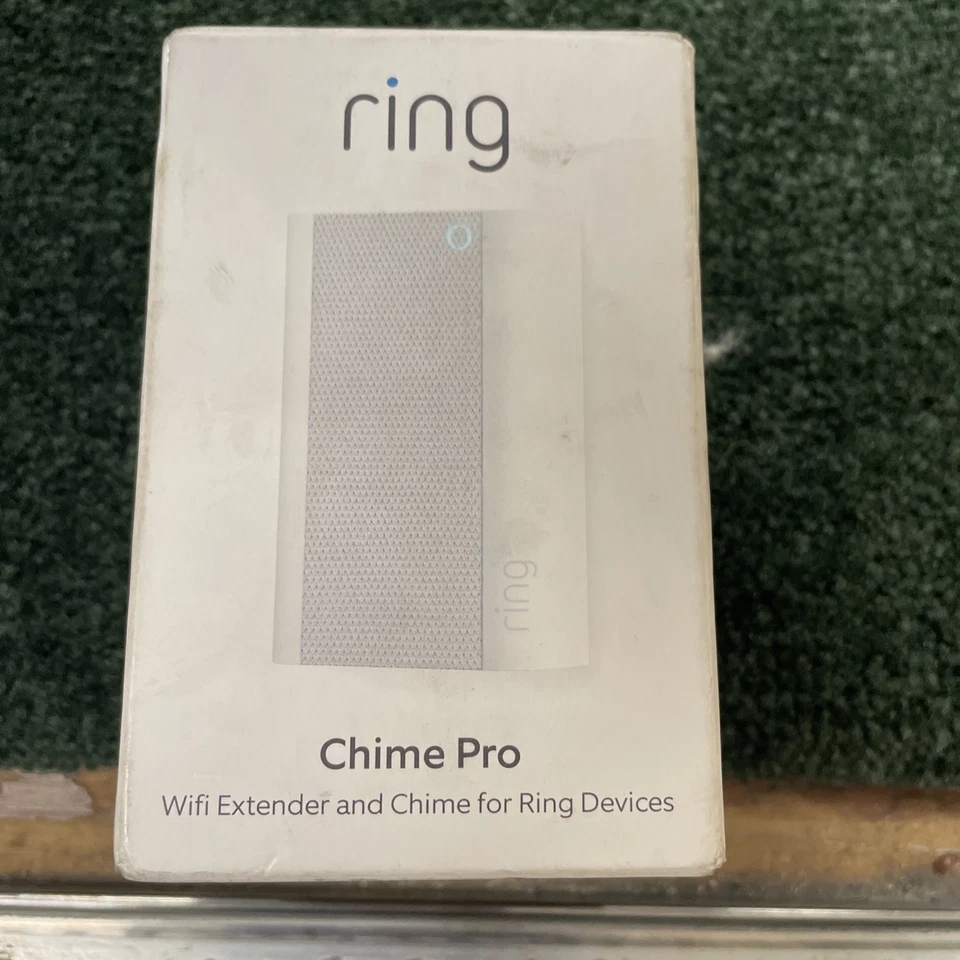 ring
ring
Chime Pro
Wifi Extender and Chime for Ring Devices